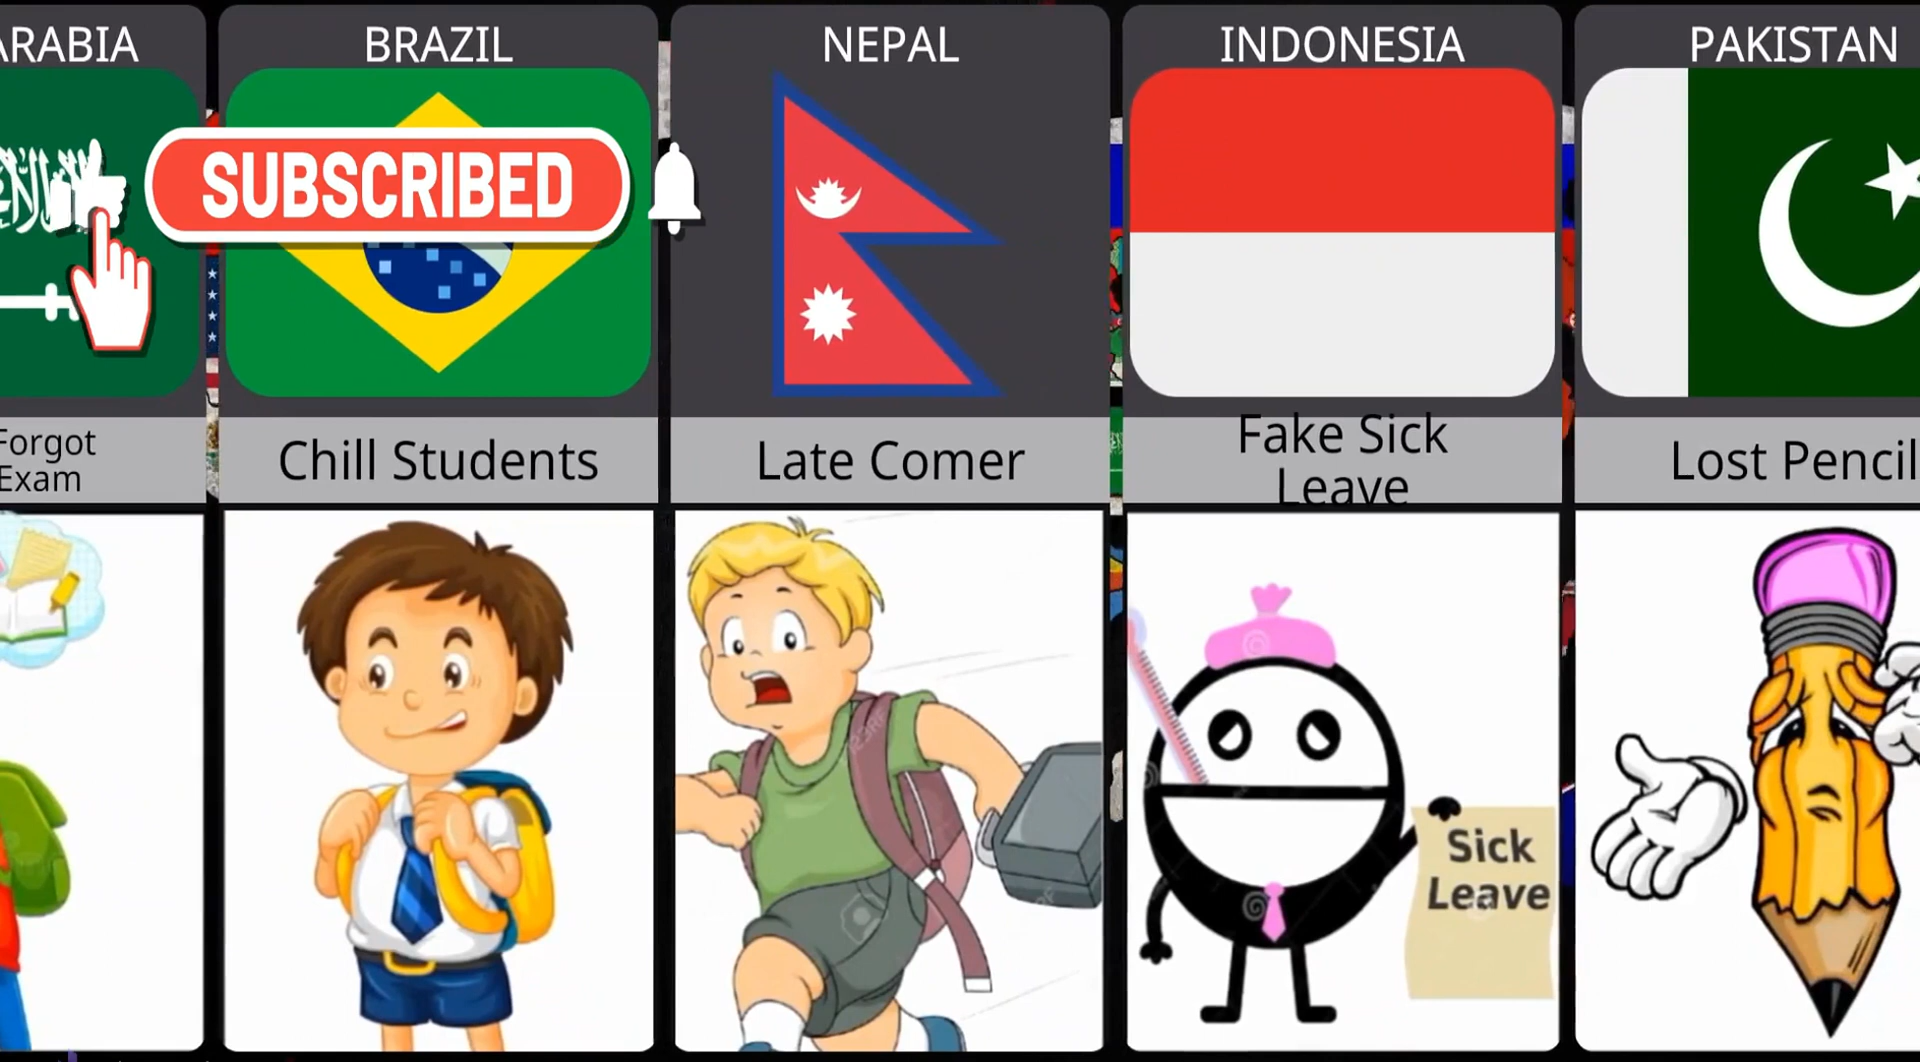 ARABIA
BRAZIL
NEPAL
INDONESIA
PAKISTAN
SUBSCRIBED
Forgot
Exam
Chill Students
Late Comer
Fake Sick
Leave
Lost Pencil
Sick
Leave